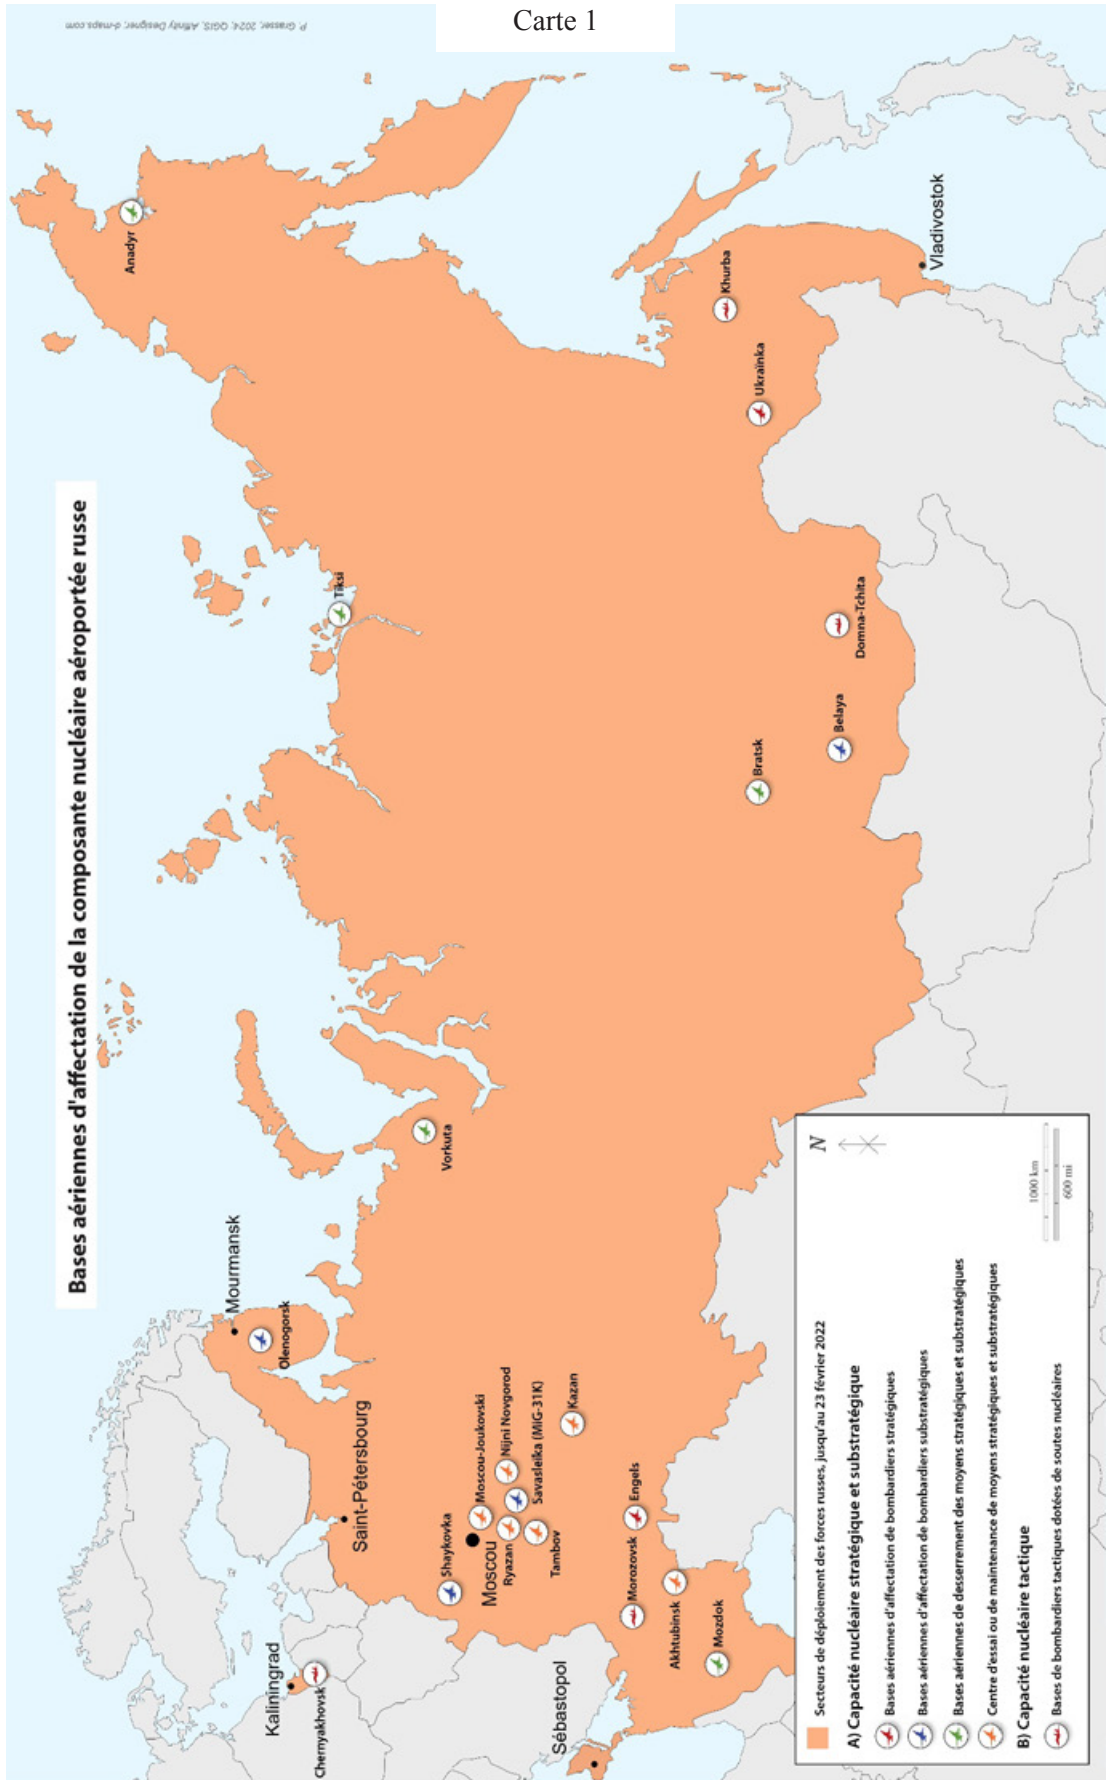 Carte 1
P. Grasser, 2024; QGIS, Affinity Designer, d-maps.com
Bases aériennes d'affectation de la composante nucléaire aéroportée russe
Anadyr
Tiksi
Mourmansk
Olenogorsk
Vorkuta
Kaliningrad
Chernyakhovsk
Saint-Pétersbourg
Shaykovka
Moscou
Moscou-Joukovski
Ryazan
Nijni Novgorod
Savasleika (MiG-31K)
Tambov
Kazan
Sébastopol
Morozovsk
Engels
Akhtubinsk
Mozdok
Bratsk
Belaya
Domna-Tchita
Ukrainka
Khurba
Vladivostok
Secteurs de déploiement des forces russes, jusqu'au 23 février 2022
A) Capacité nucléaire stratégique et substratégique
Bases aériennes d'affectation de bombardiers stratégiques
Bases aériennes d'affectation de bombardiers substratégiques
Bases aériennes de desserrement des moyens stratégiques et substratégiques
Centre d'essai ou de maintenance de moyens stratégiques et substratégiques
B) Capacité nucléaire tactique
Bases de bombardiers tactiques dotées de soutes nucléaires
N
1000 km
600 mi